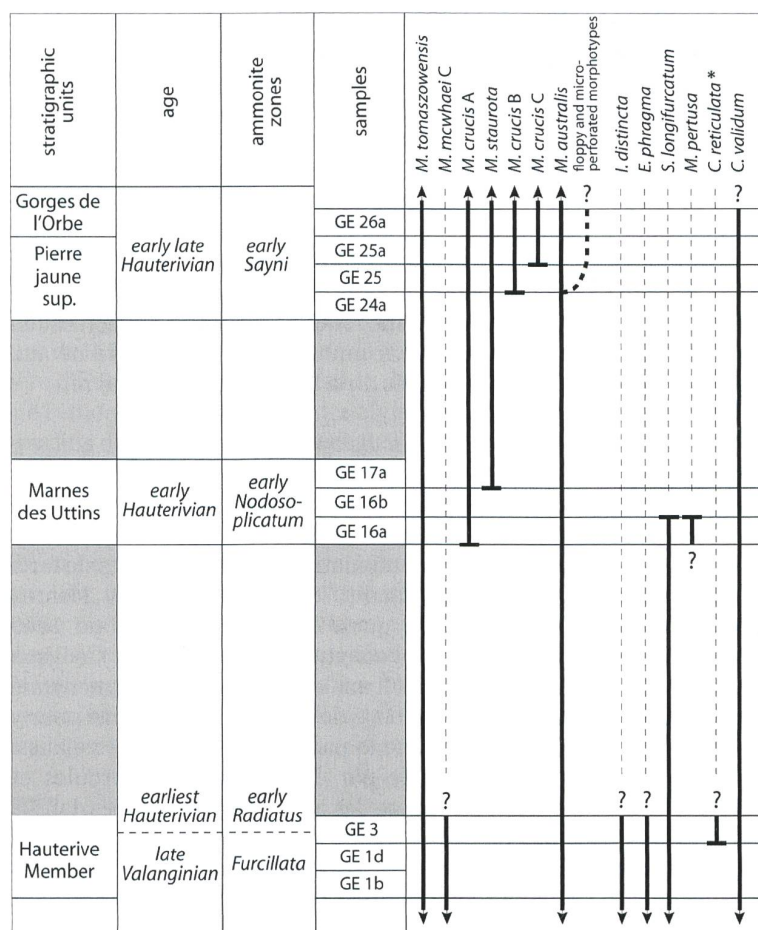 stratigraphic
units
age
ammonite
zones
samples
M. tomaszowensis
M. mcwhaei C
M. crucis A
M. staurota
M. crucis B
M. crucis C
M. australis
floppy and micro-
perforated morphotypes
I. distincta
E. phragma
S. longifurcatum
M. pertusa
C. reticulata *
C. validum
Gorges de
l'Orbe
Pierre
jaune
sup.
early late
Hauterivian
early
Sayni
GE 26a
GE 25a
GE 25
GE 24a
?
?
Marnes
des Uttins
early
Hauterivian
early
Nodoso-
plicatum
GE 17a
GE 16b
GE 16a
?
earliest
Hauterivian
early
Radiatus
?
?
?
?
Hauterive
Member
late
Valanginian
Furcillata
GE 3
GE 1d
GE 1b